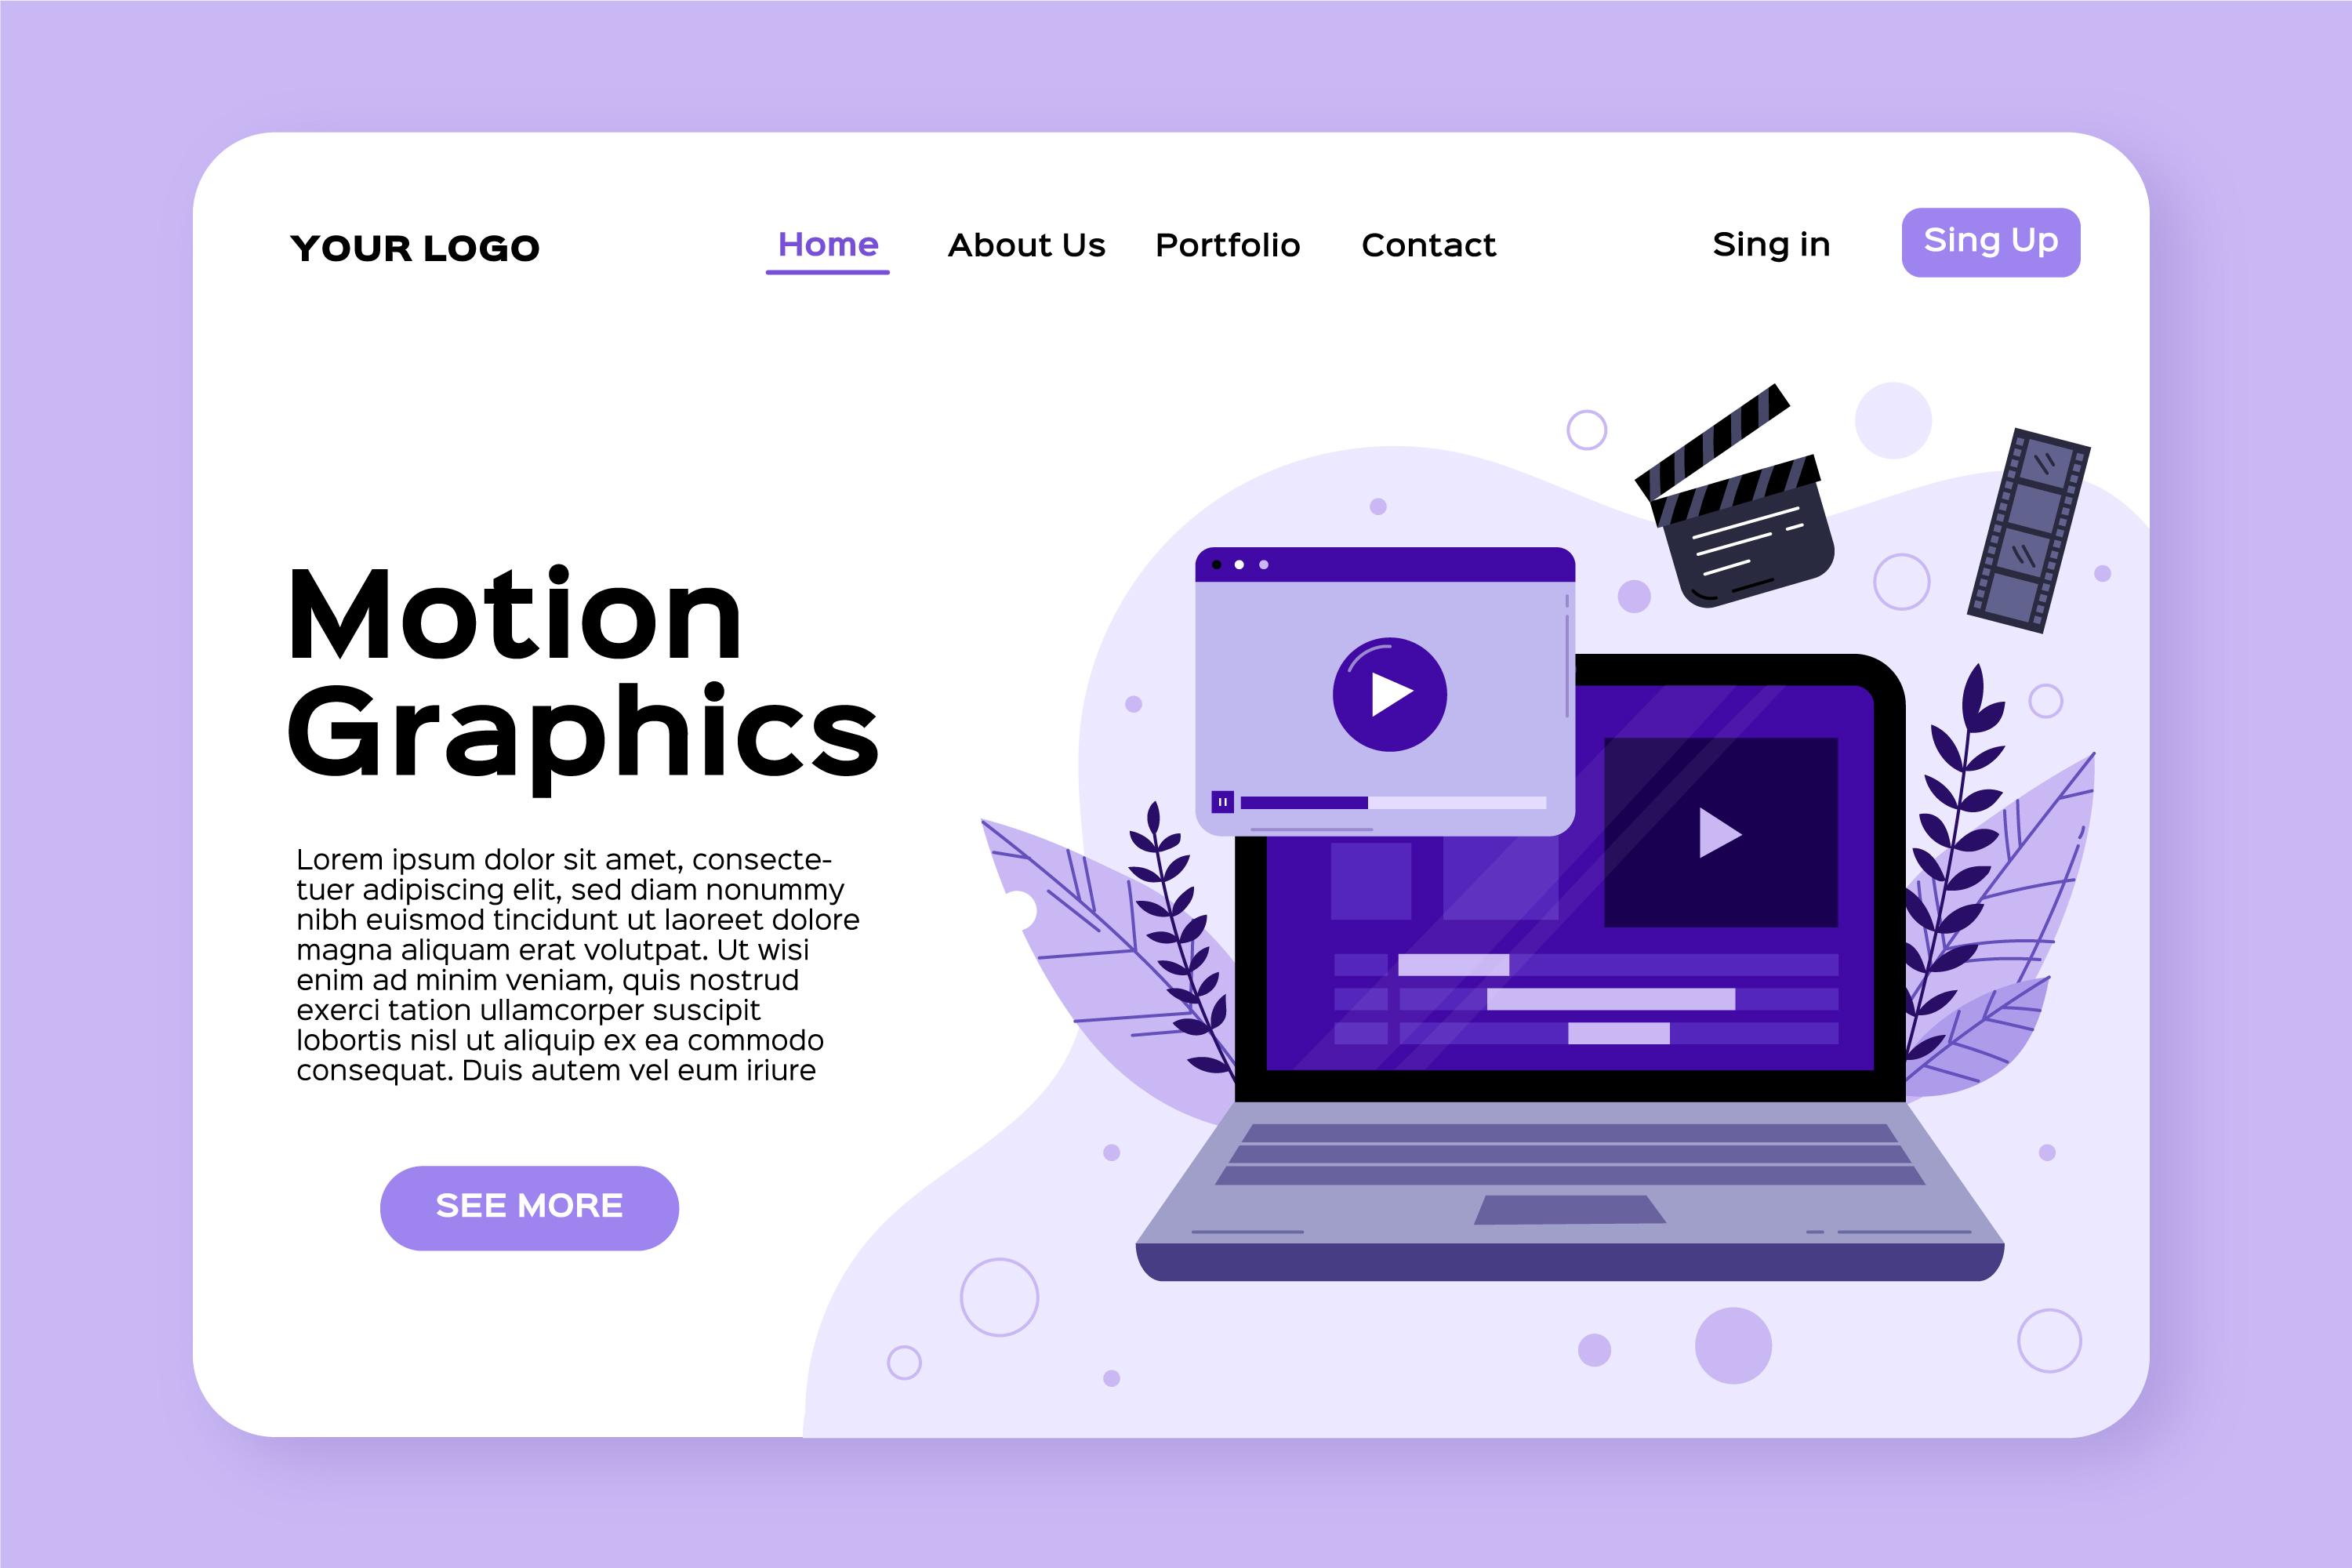 YOUR LOGO
Home
About Us
Portfolio
Contact
Sing in
Sing Up
Motion
Graphics
Lorem ipsum dolor sit amet, consecte-
tuer adipiscing elit, sed diam nonummy
nibh euismod tincidunt ut laoreet dolore
magna aliquam erat volutpat. Ut wisi
enim ad minim veniam, quis nostrud
exerci tation ullamcorper suscipit
lobortis nisl ut aliquip ex ea commodo
consequat. Duis autem vel eum iriure
SEE MORE